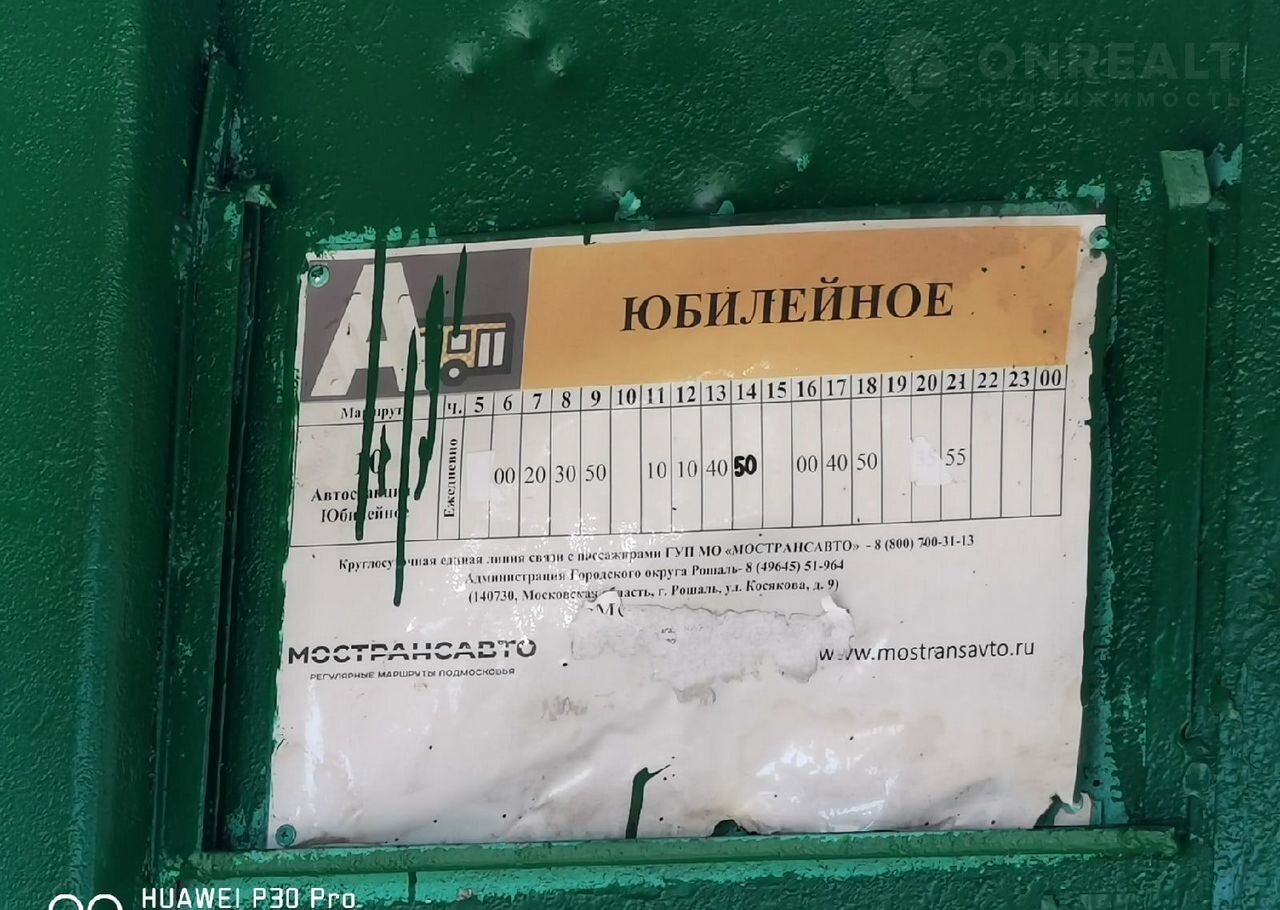 ONREALT
НЕДВИЖИМОСТЬ
А
ЮБИЛЕЙНОЕ
Маршрут ч. 5 6 7 8 9 10 11 12 13 14 15 16 17 18 19 20 21 22 23 00
Ежедневно 00 20 30 50 10 10 40 50 00 40 50 55
Автостанция
Юбилейное
Круглосуточная единая линия связи с пассажирами ГУП МО «МОСТРАНСАВТО» - 8 (800) 700-31-13
Администрация Городского округа Рошаль- 8 (49645) 51-964
(140730, Московская область, г. Рошаль, ул. Косякова, д. 9)
МОСТРАНСАВТО
www.mostransavto.ru
РЕГУЛЯРНЫЕ МАРШРУТЫ ПОДМОСКОВЬЯ
HUAWEI P30 Pro